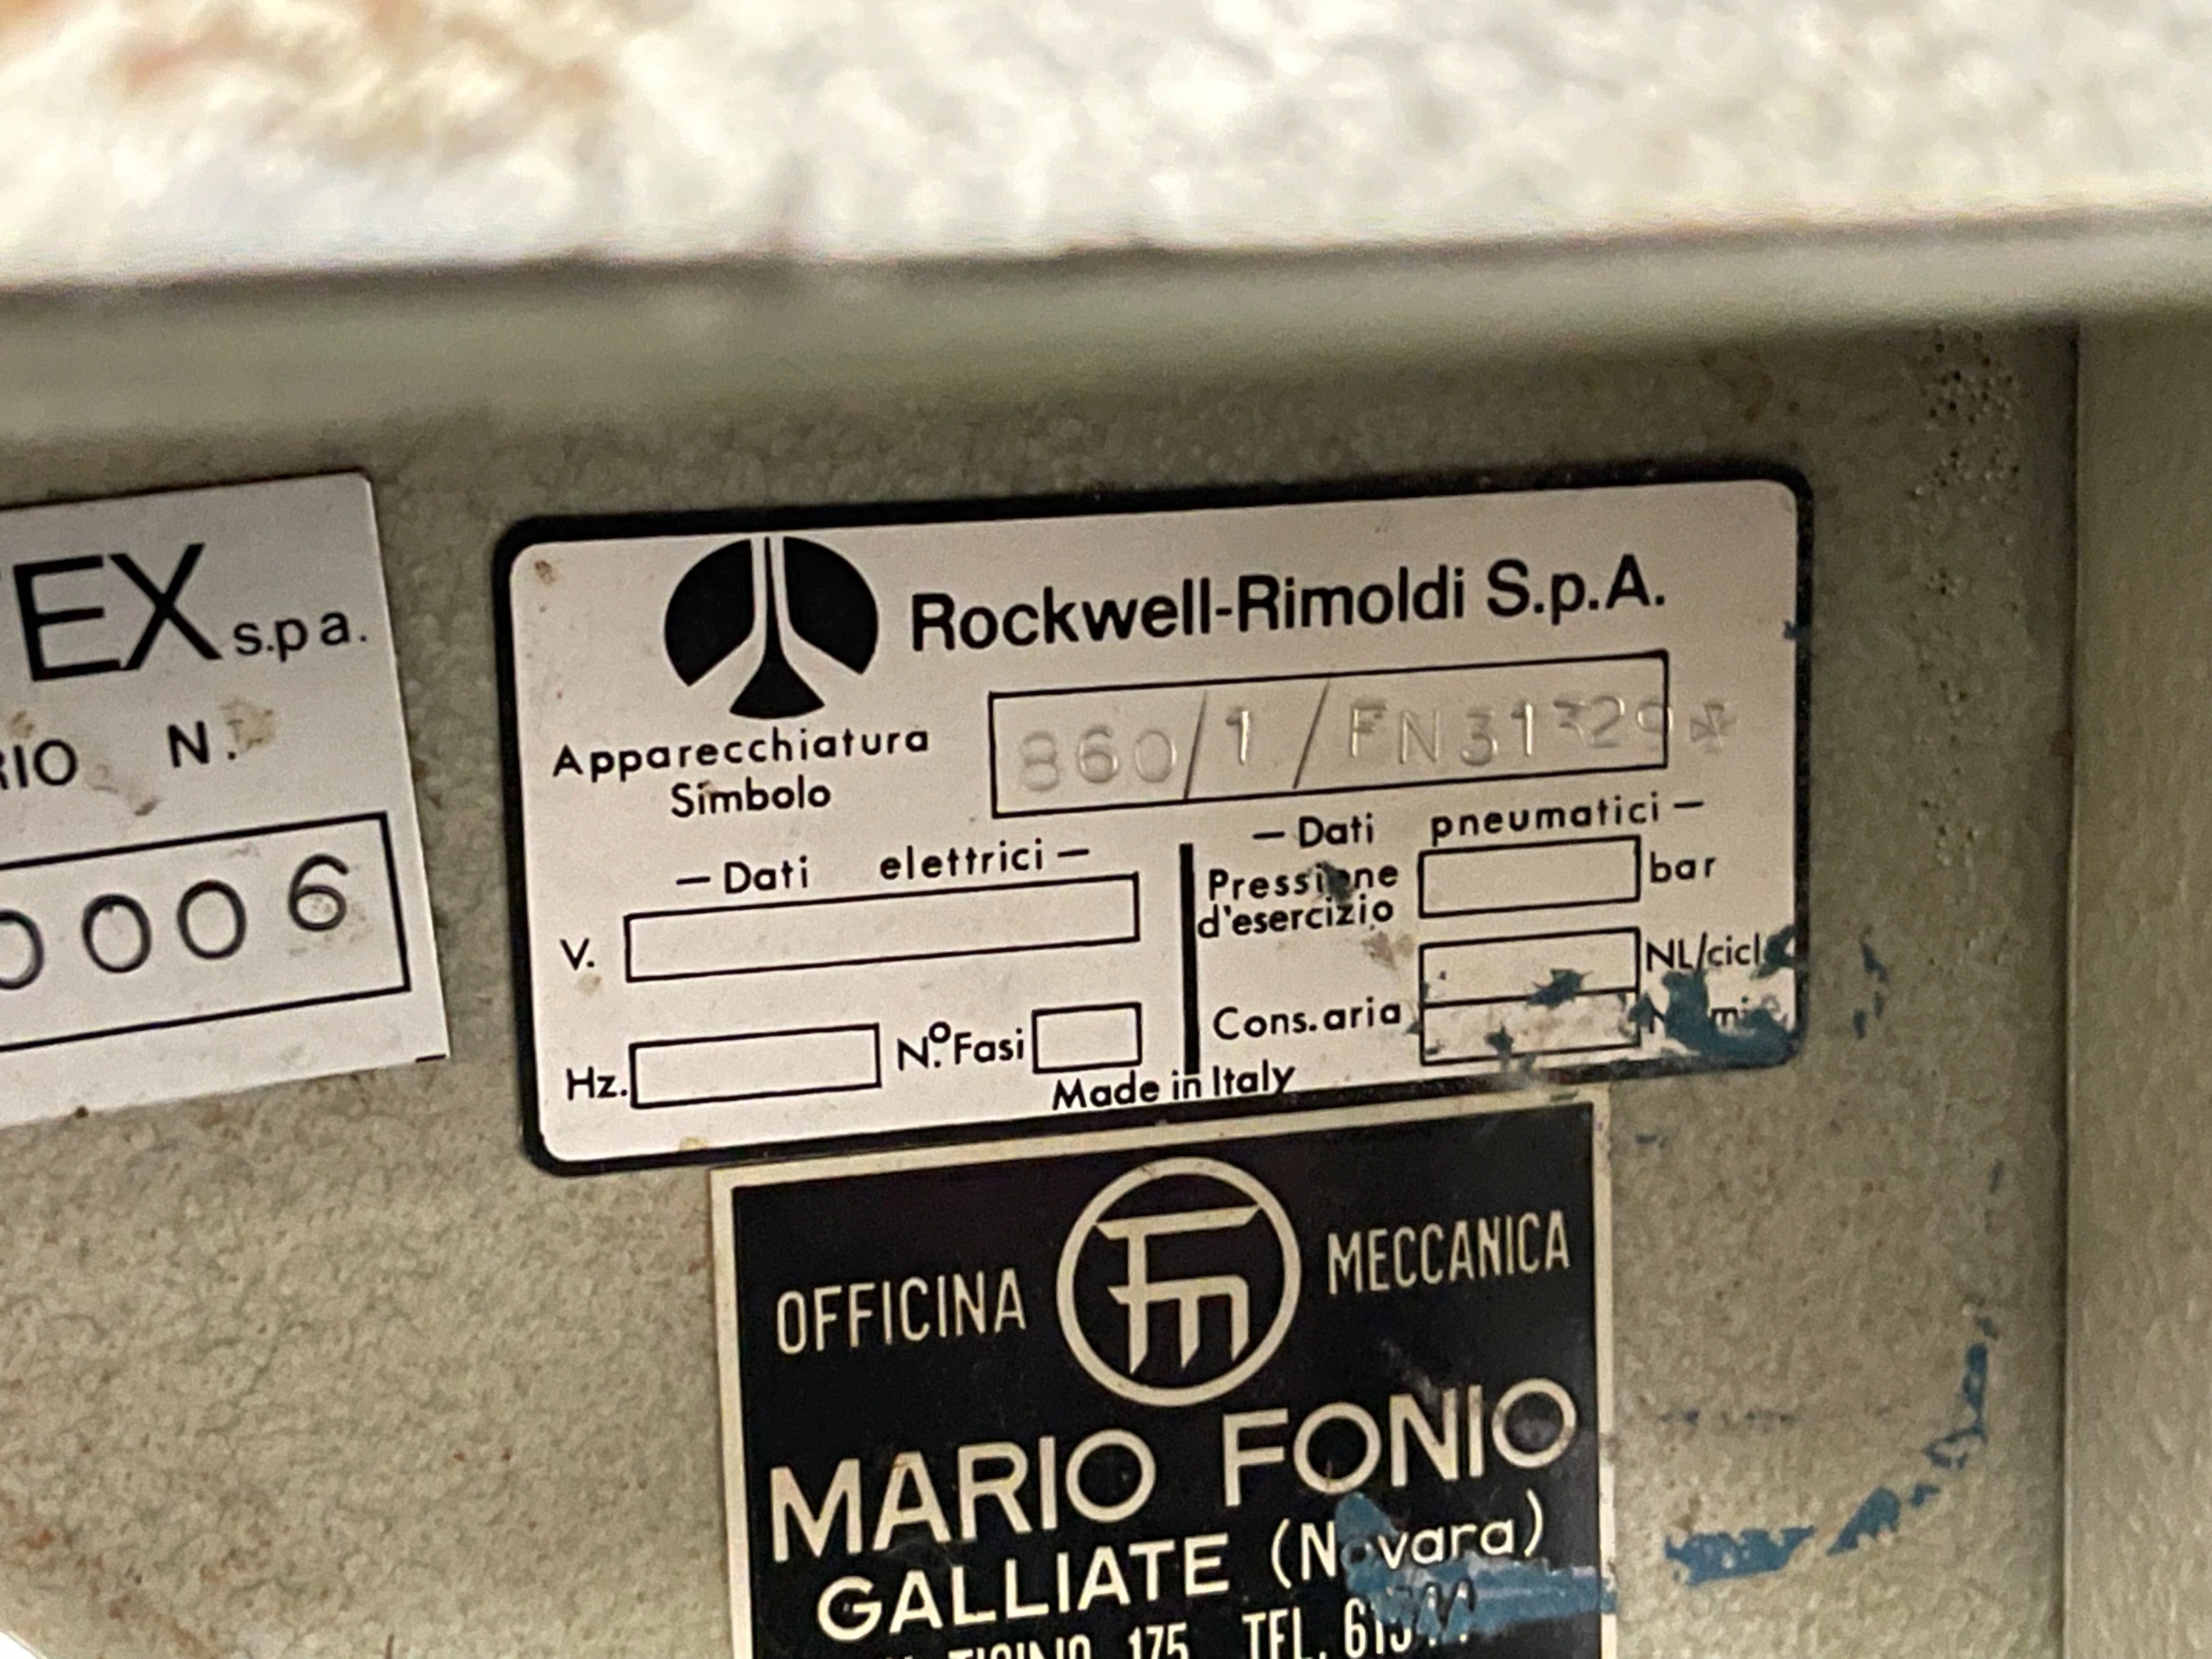 EX s.p.a.
RIO N.
0006
Rockwell-Rimoldi S.p.A.
Apparecchiatura
Simbolo
860/1/FN31329*
— Dati elettrici —
V.
Hz.
N.º Fasi
— Dati pneumatici —
Pressione
d'esercizio
bar
NL/ciclo
Cons. aria
Made in Italy
OFFICINA
fm
MECCANICA
MARIO FONIO
GALLIATE (Novara)
TICINO, 175 TEL.